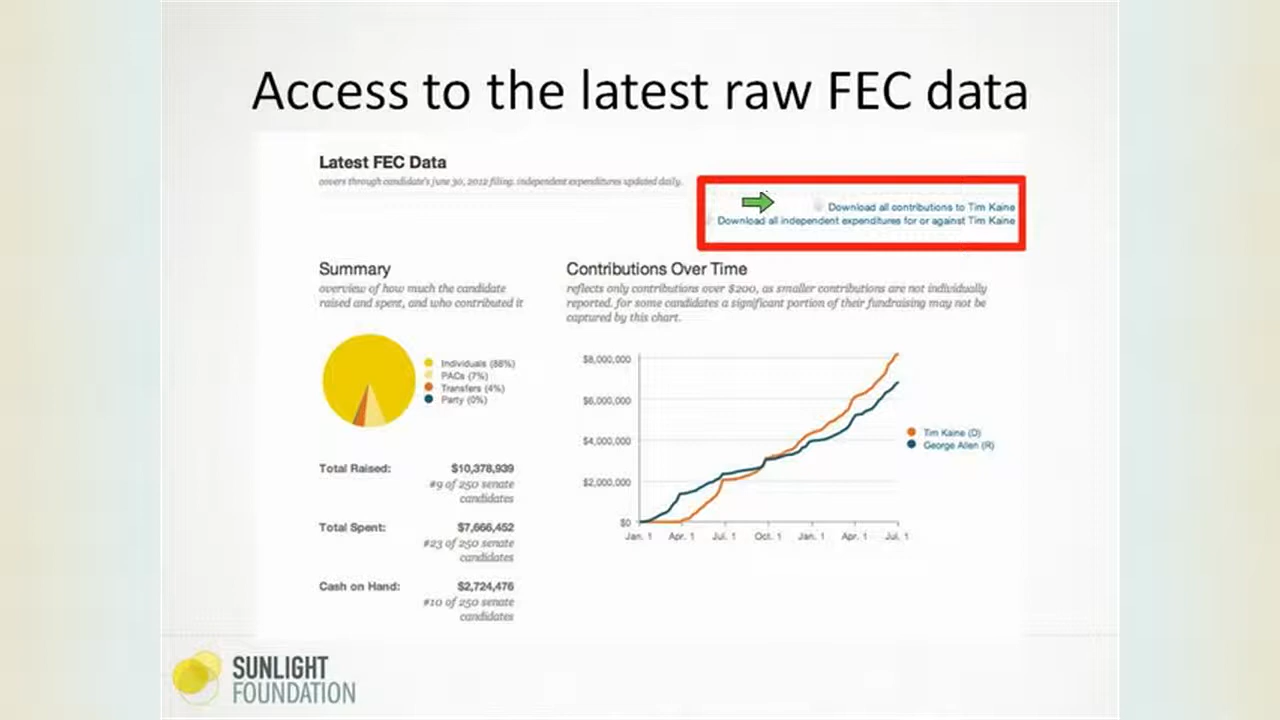 Access to the latest raw FEC data
Latest FEC Data
covers through candidate's june 30, 2012 filing. independent expenditures updated daily.
Download all contributions to Tim Kaine
Download all independent expenditures for or against Tim Kaine
Summary
overview of how much the candidate
raised and spent, and who contributed it
Individuals (88%)
PACs (7%)
Transfers (4%)
Party (0%)
Total Raised: $10,378,939
#9 of 250 senate
candidates
Total Spent: $7,666,452
#23 of 250 senate
candidates
Cash on Hand: $2,724,476
#10 of 250 senate
candidates
Contributions Over Time
reflects only contributions over $200, as smaller contributions are not individually
reported. for some candidates a significant portion of their fundraising may not be
captured by this chart.
$8,000,000
$6,000,000
$4,000,000
$2,000,000
$0
Jan. 1 Apr. 1 Jul. 1 Oct. 1 Jan. 1 Apr. 1 Jul. 1
Tim Kaine (D)
George Allen (R)
SUNLIGHT
FOUNDATION